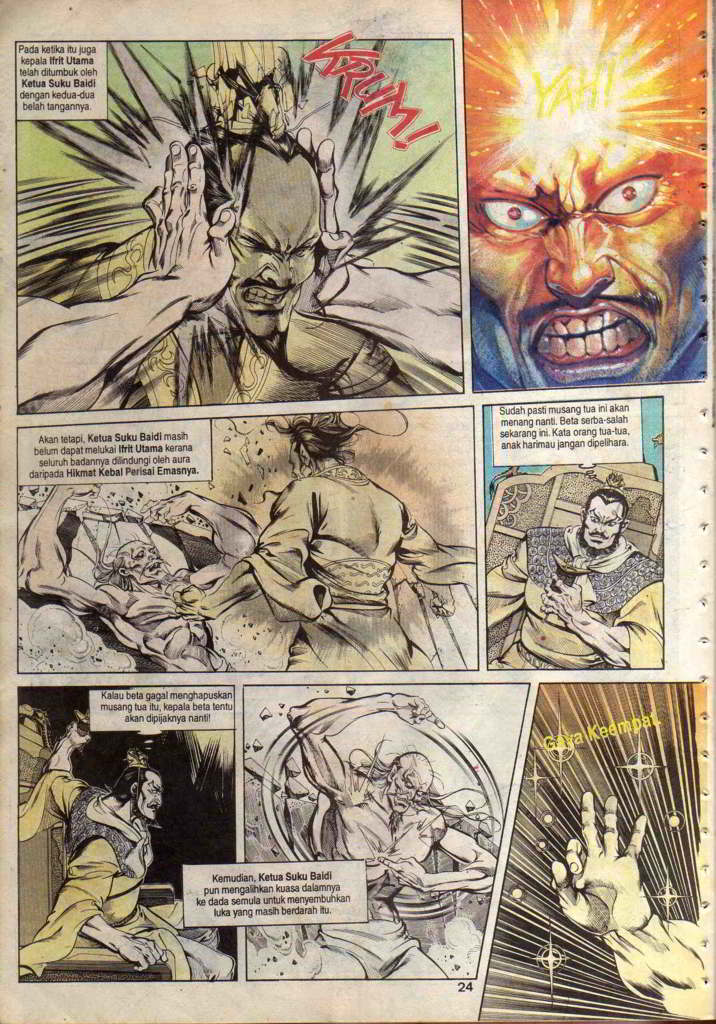 Pada ketika itu juga
kepala Ifrit Utama
telah ditumbuk oleh
Ketua Suku Baidi
dengan kedua-dua
belah tangannya.
KRUM!
YAH!
Akan tetapi, Ketua Suku Baidi masih
belum dapat melukai Ifrit Utama kerana
seluruh badannya dilindungi oleh aura
daripada Hikmat Kebal Perisai Emasnya.
Sudah pasti musang tua ini akan
menang nanti. Beta serba-salah
sekarang ini. Kata orang tua-tua,
anak harimau jangan dipelihara.
Kalau beta gagal menghapuskan
musang tua itu, kepala beta tentu
akan dipijaknya nanti!
Kemudian, Ketua Suku Baidi
pun mengalihkan kuasa dalamnya
ke dada semula untuk menyembuhkan
luka yang masih berdarah itu.
Gaya Keempat.
24